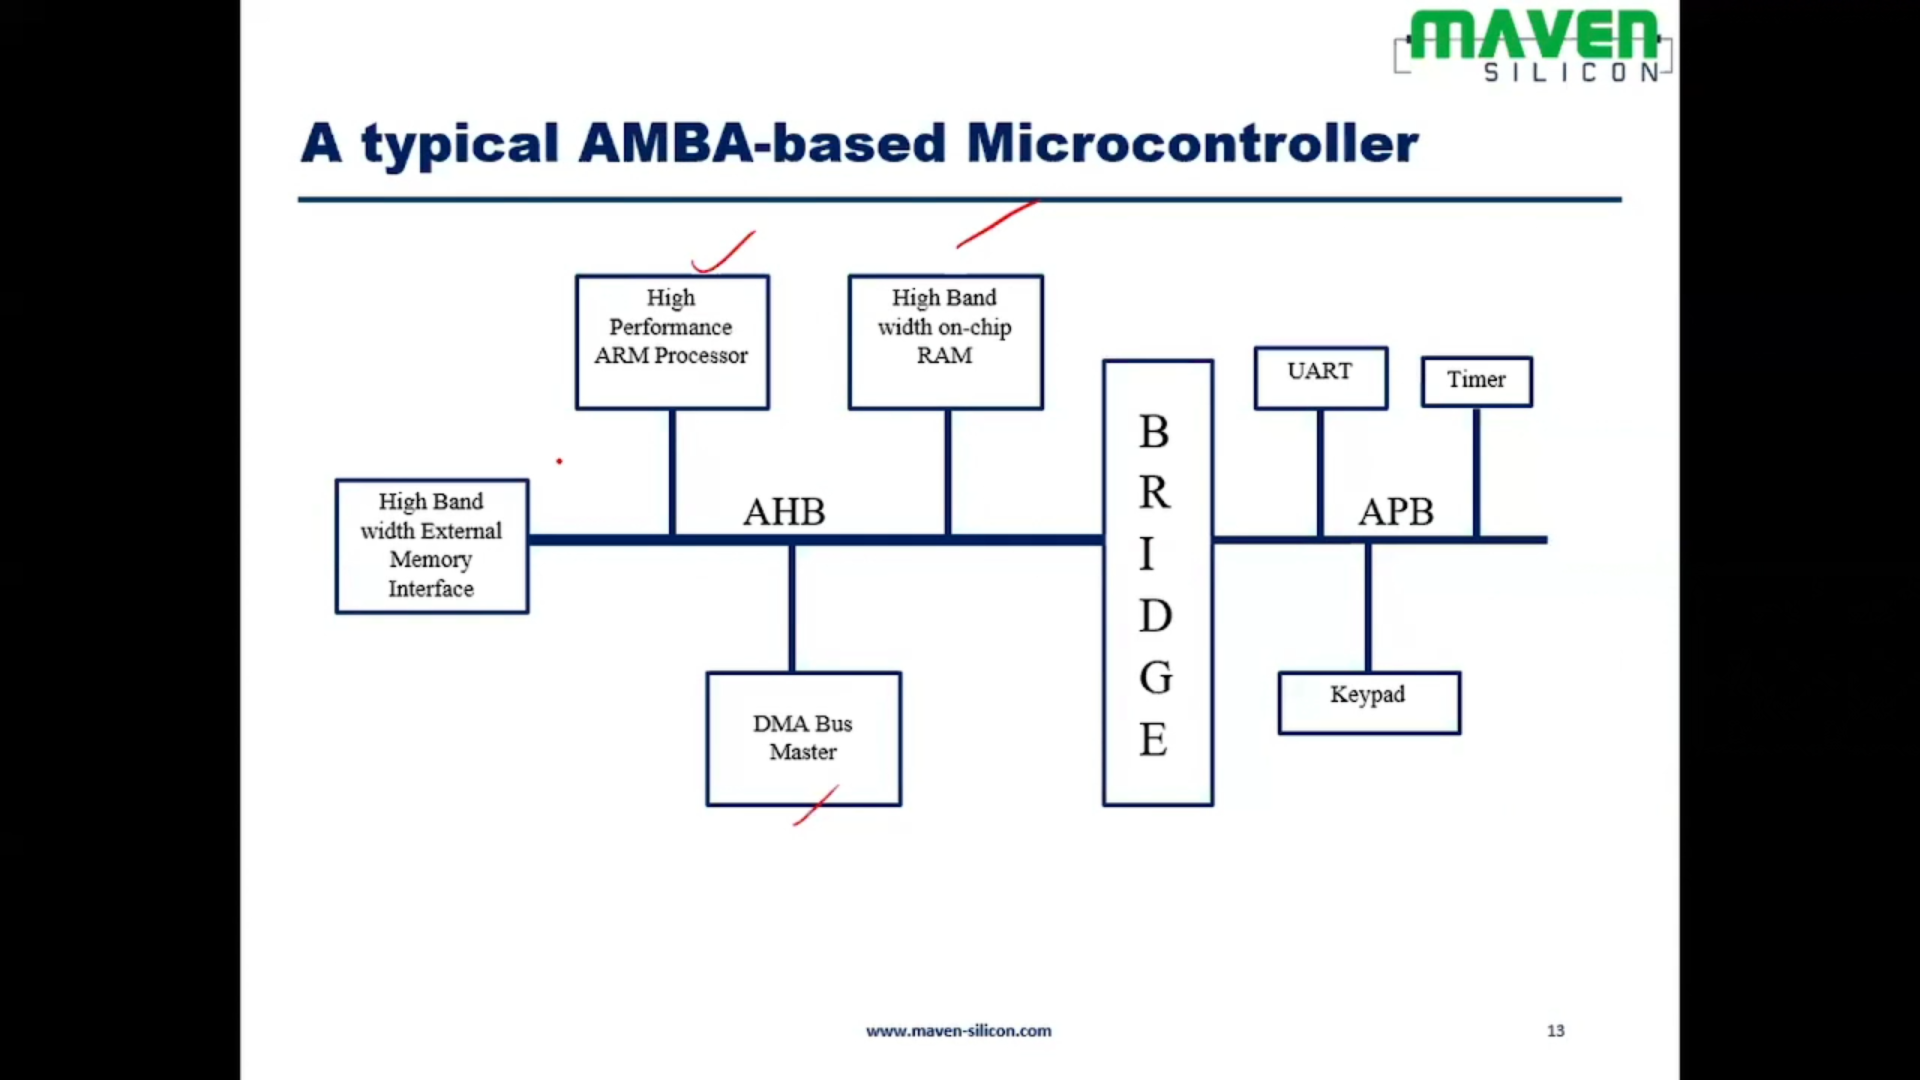 MAVEN
SILICON
A typical AMBA-based Microcontroller
High
Performance
ARM Processor
High Band
width on-chip
RAM
UART
Timer
High Band
width External
Memory
Interface
AHB
B
R
I
D
G
E
APB
DMA Bus
Master
Keypad
www.maven-silicon.com
13